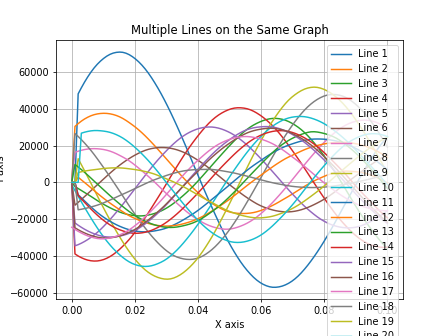 Multiple Lines on the Same Graph
60000
40000
20000
0
−20000
−40000
−60000
0.00
0.02
0.04
0.06
X axis
Line 1
Line 2
Line 3
Line 4
Line 5
Line 6
Line 7
Line 8
Line 9
Line 10
Line 11
Line 12
Line 13
Line 14
Line 15
Line 16
Line 17
Line 18
Line 19
Line 20